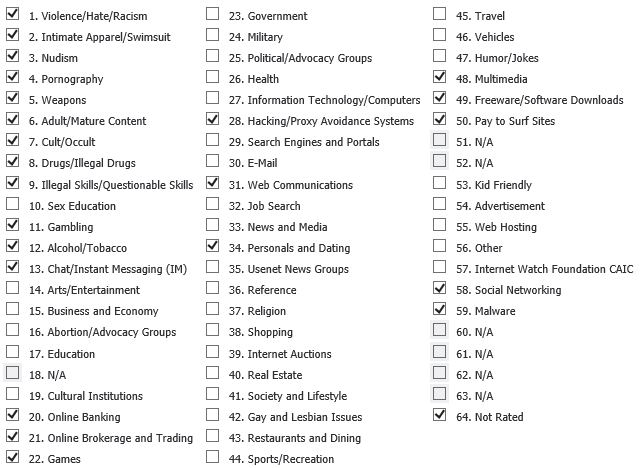 1. Violence/Hate/Racism
2. Intimate Apparel/Swimsuit
3. Nudism
4. Pornography
5. Weapons
6. Adult/Mature Content
7. Cult/Occult
8. Drugs/Illegal Drugs
9. Illegal Skills/Questionable Skills
10. Sex Education
11. Gambling
12. Alcohol/Tobacco
13. Chat/Instant Messaging (IM)
14. Arts/Entertainment
15. Business and Economy
16. Abortion/Advocacy Groups
17. Education
18. N/A
19. Cultural Institutions
20. Online Banking
21. Online Brokerage and Trading
22. Games
23. Government
24. Military
25. Political/Advocacy Groups
26. Health
27. Information Technology/Computers
28. Hacking/Proxy Avoidance Systems
29. Search Engines and Portals
30. E-Mail
31. Web Communications
32. Job Search
33. News and Media
34. Personals and Dating
35. Usenet News Groups
36. Reference
37. Religion
38. Shopping
39. Internet Auctions
40. Real Estate
41. Society and Lifestyle
42. Gay and Lesbian Issues
43. Restaurants and Dining
44. Sports/Recreation
45. Travel
46. Vehicles
47. Humor/Jokes
48. Multimedia
49. Freeware/Software Downloads
50. Pay to Surf Sites
51. N/A
52. N/A
53. Kid Friendly
54. Advertisement
55. Web Hosting
56. Other
57. Internet Watch Foundation CAIC
58. Social Networking
59. Malware
60. N/A
61. N/A
62. N/A
63. N/A
64. Not Rated